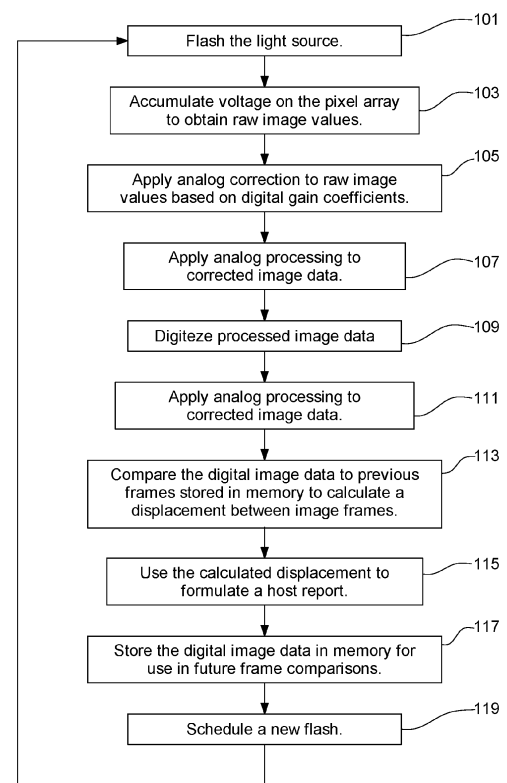 101
Flash the light source.
103
Accumulate voltage on the pixel array
to obtain raw image values.
105
Apply analog correction to raw image
values based on digital gain coefficients.
107
Apply analog processing to
corrected image data.
109
Digiteze processed image data
111
Apply analog processing to
corrected image data.
113
Compare the digital image data to previous
frames stored in memory to calculate a
displacement between image frames.
115
Use the calculated displacement to
formulate a host report.
117
Store the digital image data in memory for
use in future frame comparisons.
119
Schedule a new flash.